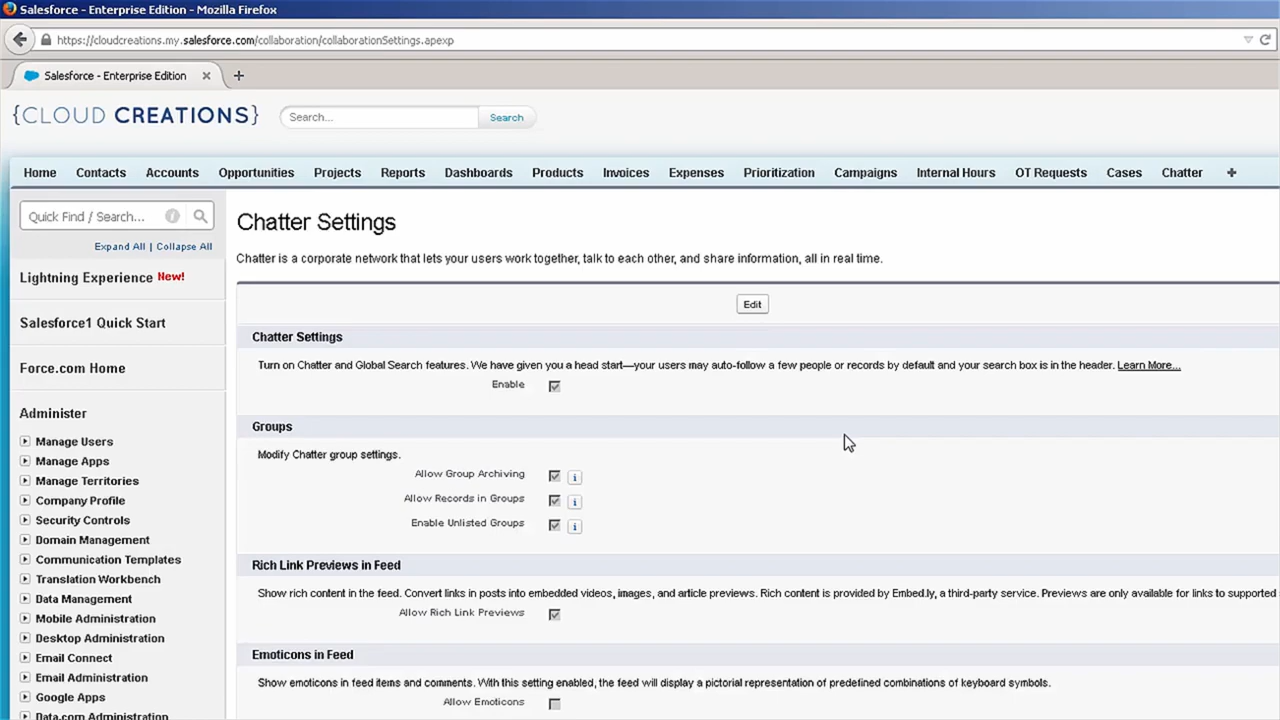 Salesforce - Enterprise Edition - Mozilla Firefox
https://cloudcreations.my.salesforce.com/collaboration/collaborationSettings.apexp
Salesforce - Enterprise Edition
{CLOUD CREATIONS}
Search...
Search
Home Contacts Accounts Opportunities Projects Reports Dashboards Products Invoices Expenses Prioritization Campaigns Internal Hours OT Requests Cases Chatter
Quick Find / Search...
Expand All | Collapse All
Lightning Experience New!
Salesforce1 Quick Start
Force.com Home
Administer
Manage Users
Manage Apps
Manage Territories
Company Profile
Security Controls
Domain Management
Communication Templates
Translation Workbench
Data Management
Mobile Administration
Desktop Administration
Email Connect
Email Administration
Google Apps
Data.com Administration
Chatter Settings
Chatter is a corporate network that lets your users work together, talk to each other, and share information, all in real time.
Edit
Chatter Settings
Turn on Chatter and Global Search features. We have given you a head start—your users may auto-follow a few people or records by default and your search box is in the header. Learn More...
Enable
Groups
Modify Chatter group settings.
Allow Group Archiving
Allow Records in Groups
Enable Unlisted Groups
Rich Link Previews in Feed
Show rich content in the feed. Convert links in posts into embedded videos, images, and article previews. Rich content is provided by Embed.ly, a third-party service. Previews are only available for links to supported
Allow Rich Link Previews
Emoticons in Feed
Show emoticons in feed items and comments. With this setting enabled, the feed will display a pictorial representation of predefined combinations of keyboard symbols.
Allow Emoticons